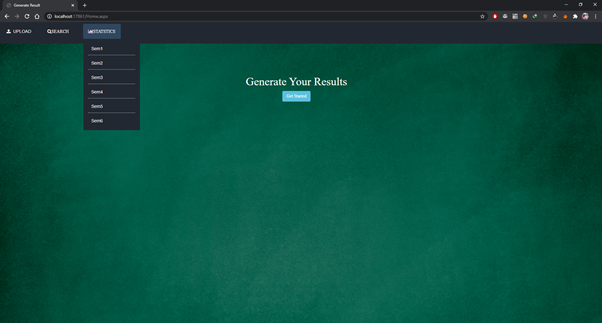 Generate Result
localhost:17861/Home.aspx
UPLOAD
SEARCH
STATISTICS
Sem1
Sem2
Sem3
Sem4
Sem5
Sem6
Generate Your Results
Get Started